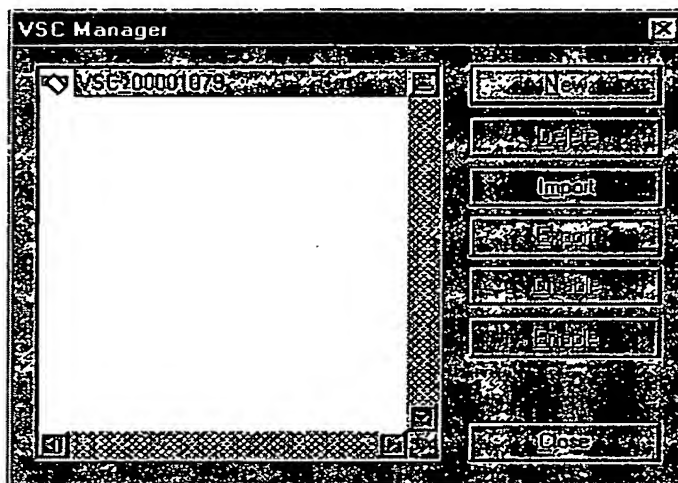 VSC Manager
VSC-00001079
New
Delete
Import
Export
Disable
Enable
Close